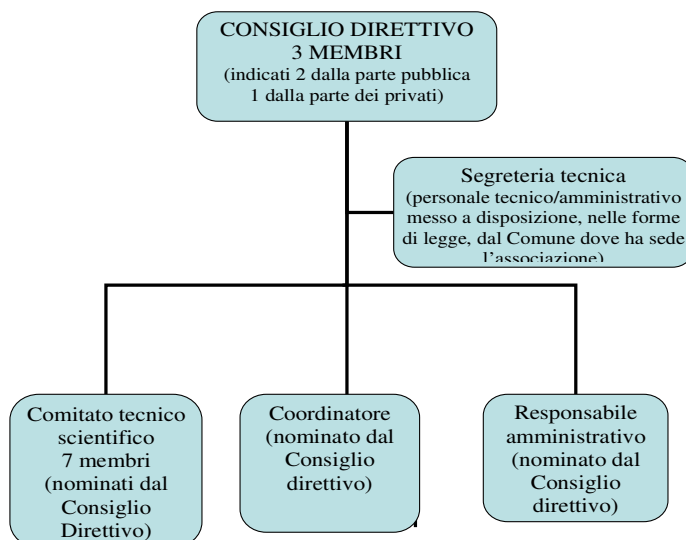 CONSIGLIO DIRETTIVO
3 MEMBRI
(indicati 2 dalla parte pubblica
1 dalla parte dei privati)
Segreteria tecnica
(personale tecnico/amministrativo
messo a disposizione, nelle forme
di legge, dal Comune dove ha sede
l’associazione)
Comitato tecnico
scientifico
7 membri
(nominati dal
Consiglio
Direttivo)
Coordinatore
(nominato dal
Consiglio
direttivo)
Responsabile
amministrativo
(nominato dal
Consiglio
direttivo)